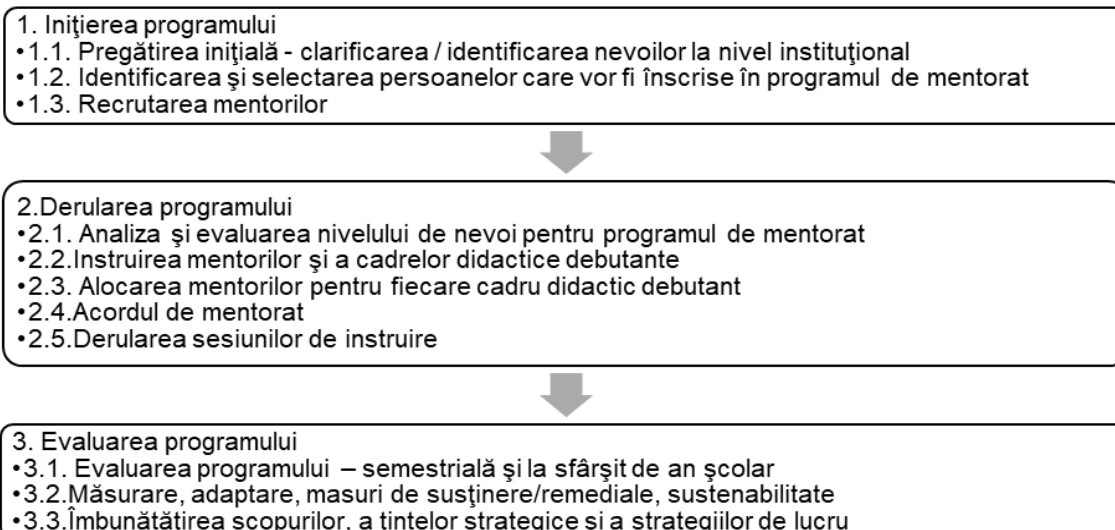 1. Iniţierea programului
•1.1. Pregătirea iniţială - clarificarea / identificarea nevoilor la nivel instituţional
•1.2. Identificarea şi selectarea persoanelor care vor fi înscrise în programul de mentorat
•1.3. Recrutarea mentorilor
2.Derularea programului
•2.1. Analiza şi evaluarea nivelului de nevoi pentru programul de mentorat
•2.2.Instruirea mentorilor şi a cadrelor didactice debutante
•2.3. Alocarea mentorilor pentru fiecare cadru didactic debutant
•2.4.Acordul de mentorat
•2.5.Derularea sesiunilor de instruire
3. Evaluarea programului
•3.1. Evaluarea programului – semestrială şi la sfârşit de an şcolar
•3.2.Măsurare, adaptare, masuri de susţinere/remediale, sustenabilitate
•3.3.Îmbunătăţirea scopurilor, a ţintelor strategice şi a strategiilor de lucru